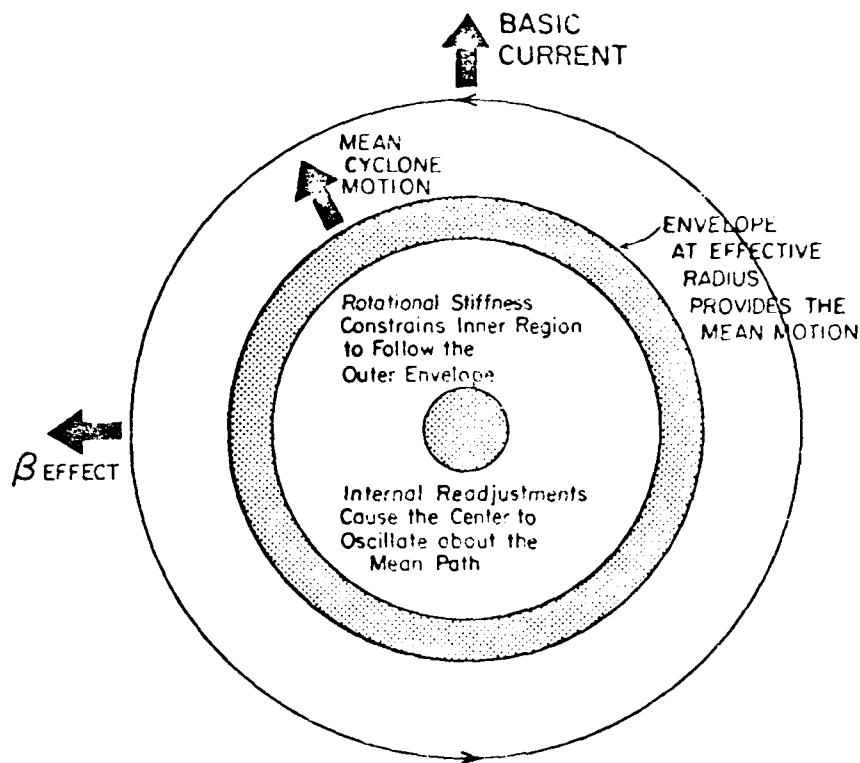 BASIC
CURRENT
MEAN
CYCLONE
MOTION
ENVELOPE
AT EFFECTIVE
RADIUS
PROVIDES THE
MEAN MOTION
Rotational Stiffness
Constrains Inner Region
to Follow the
Outer Envelope
β EFFECT
Internal Readjustments
Cause the Center to
Oscillate about the
Mean Path